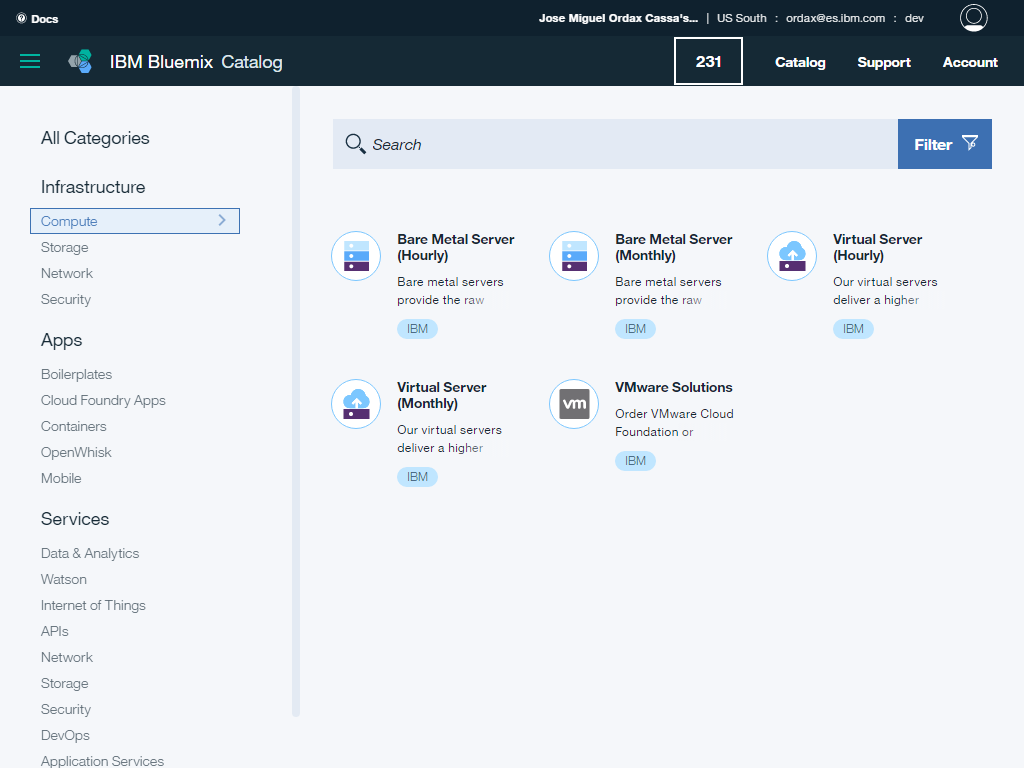 Docs
Jose Miguel Ordax Cassa's... | US South : ordax@es.ibm.com : dev
IBM Bluemix Catalog
231
Catalog
Support
Account
All Categories
Infrastructure
Compute
Storage
Network
Security
Apps
Boilerplates
Cloud Foundry Apps
Containers
OpenWhisk
Mobile
Services
Data & Analytics
Watson
Internet of Things
APIs
Network
Storage
Security
DevOps
Application Services
Search
Filter
Bare Metal Server
(Hourly)
Bare metal servers
provide the raw
IBM
Bare Metal Server
(Monthly)
Bare metal servers
provide the raw
IBM
Virtual Server
(Hourly)
Our virtual servers
deliver a higher
IBM
Virtual Server
(Monthly)
Our virtual servers
deliver a higher
IBM
vm
VMware Solutions
Order VMware Cloud
Foundation or
IBM